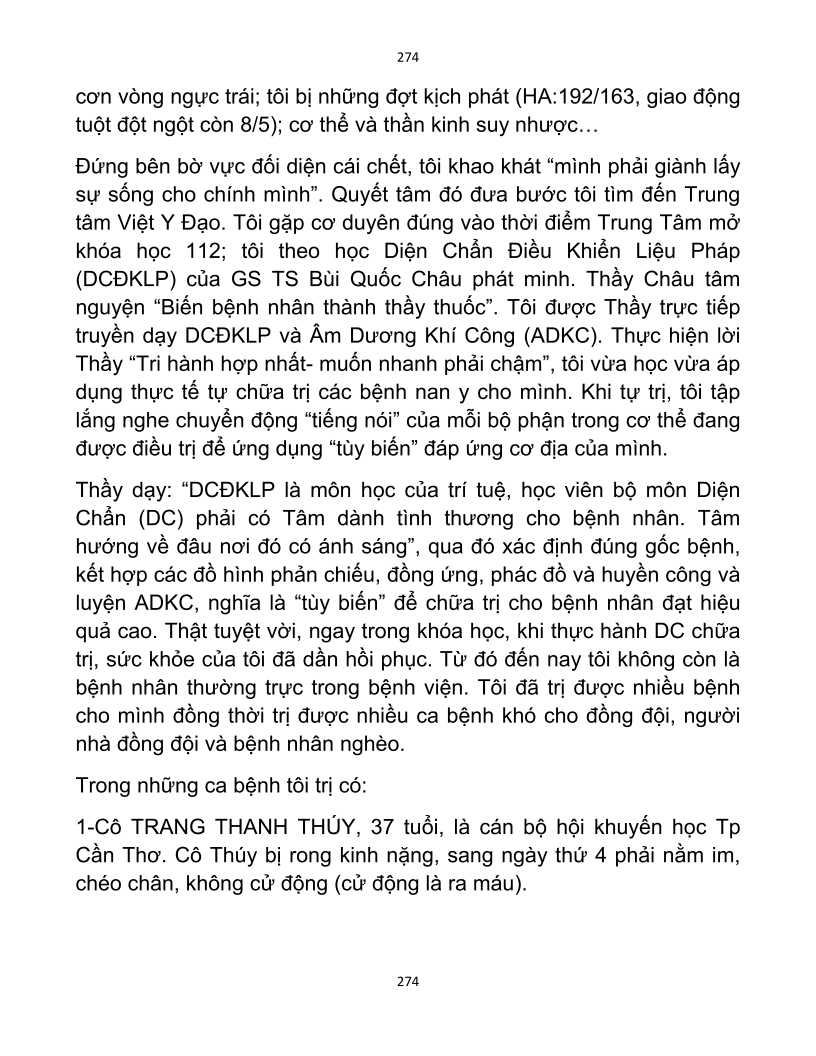 274
cơn vòng ngực trái; tôi bị những đợt kịch phát (HA:192/163, giao động
tuột đột ngột còn 8/5); cơ thể và thần kinh suy nhược…
Đứng bên bờ vực đối diện cái chết, tôi khao khát “mình phải giành lấy
sự sống cho chính mình”. Quyết tâm đó đưa bước tôi tìm đến Trung
tâm Việt Y Đạo. Tôi gặp cơ duyên đúng vào thời điểm Trung Tâm mở
khóa học 112; tôi theo học Diện Chẩn Điều Khiển Liệu Pháp
(DCĐKLP) của GS TS Bùi Quốc Châu phát minh. Thầy Châu tâm
nguyện “Biến bệnh nhân thành thầy thuốc”. Tôi được Thầy trực tiếp
truyền dạy DCĐKLP và Âm Dương Khí Công (ADKC). Thực hiện lời
Thầy “Tri hành hợp nhất- muốn nhanh phải chậm”, tôi vừa học vừa áp
dụng thực tế tự chữa trị các bệnh nan y cho mình. Khi tự trị, tôi tập
lắng nghe chuyển động “tiếng nói” của mỗi bộ phận trong cơ thể đang
được điều trị để ứng dụng “tùy biến” đáp ứng cơ địa của mình.
Thầy dạy: “DCĐKLP là môn học của trí tuệ, học viên bộ môn Diện
Chẩn (DC) phải có Tâm dành tình thương cho bệnh nhân. Tâm
hướng về đâu nơi đó có ánh sáng”, qua đó xác định đúng gốc bệnh,
kết hợp các đồ hình phản chiếu, đồng ứng, phác đồ và huyền công và
luyện ADKC, nghĩa là “tùy biến” để chữa trị cho bệnh nhân đạt hiệu
quả cao. Thật tuyệt vời, ngay trong khóa học, khi thực hành DC chữa
trị, sức khỏe của tôi đã dần hồi phục. Từ đó đến nay tôi không còn là
bệnh nhân thường trực trong bệnh viện. Tôi đã trị được nhiều bệnh
cho mình đồng thời trị được nhiều ca bệnh khó cho đồng đội, người
nhà đồng đội và bệnh nhân nghèo.
Trong những ca bệnh tôi trị có:
1-Cô TRANG THANH THÚY, 37 tuổi, là cán bộ hội khuyến học Tp
Cần Thơ. Cô Thúy bị rong kinh nặng, sang ngày thứ 4 phải nằm im,
chéo chân, không cử động (cử động là ra máu).
274